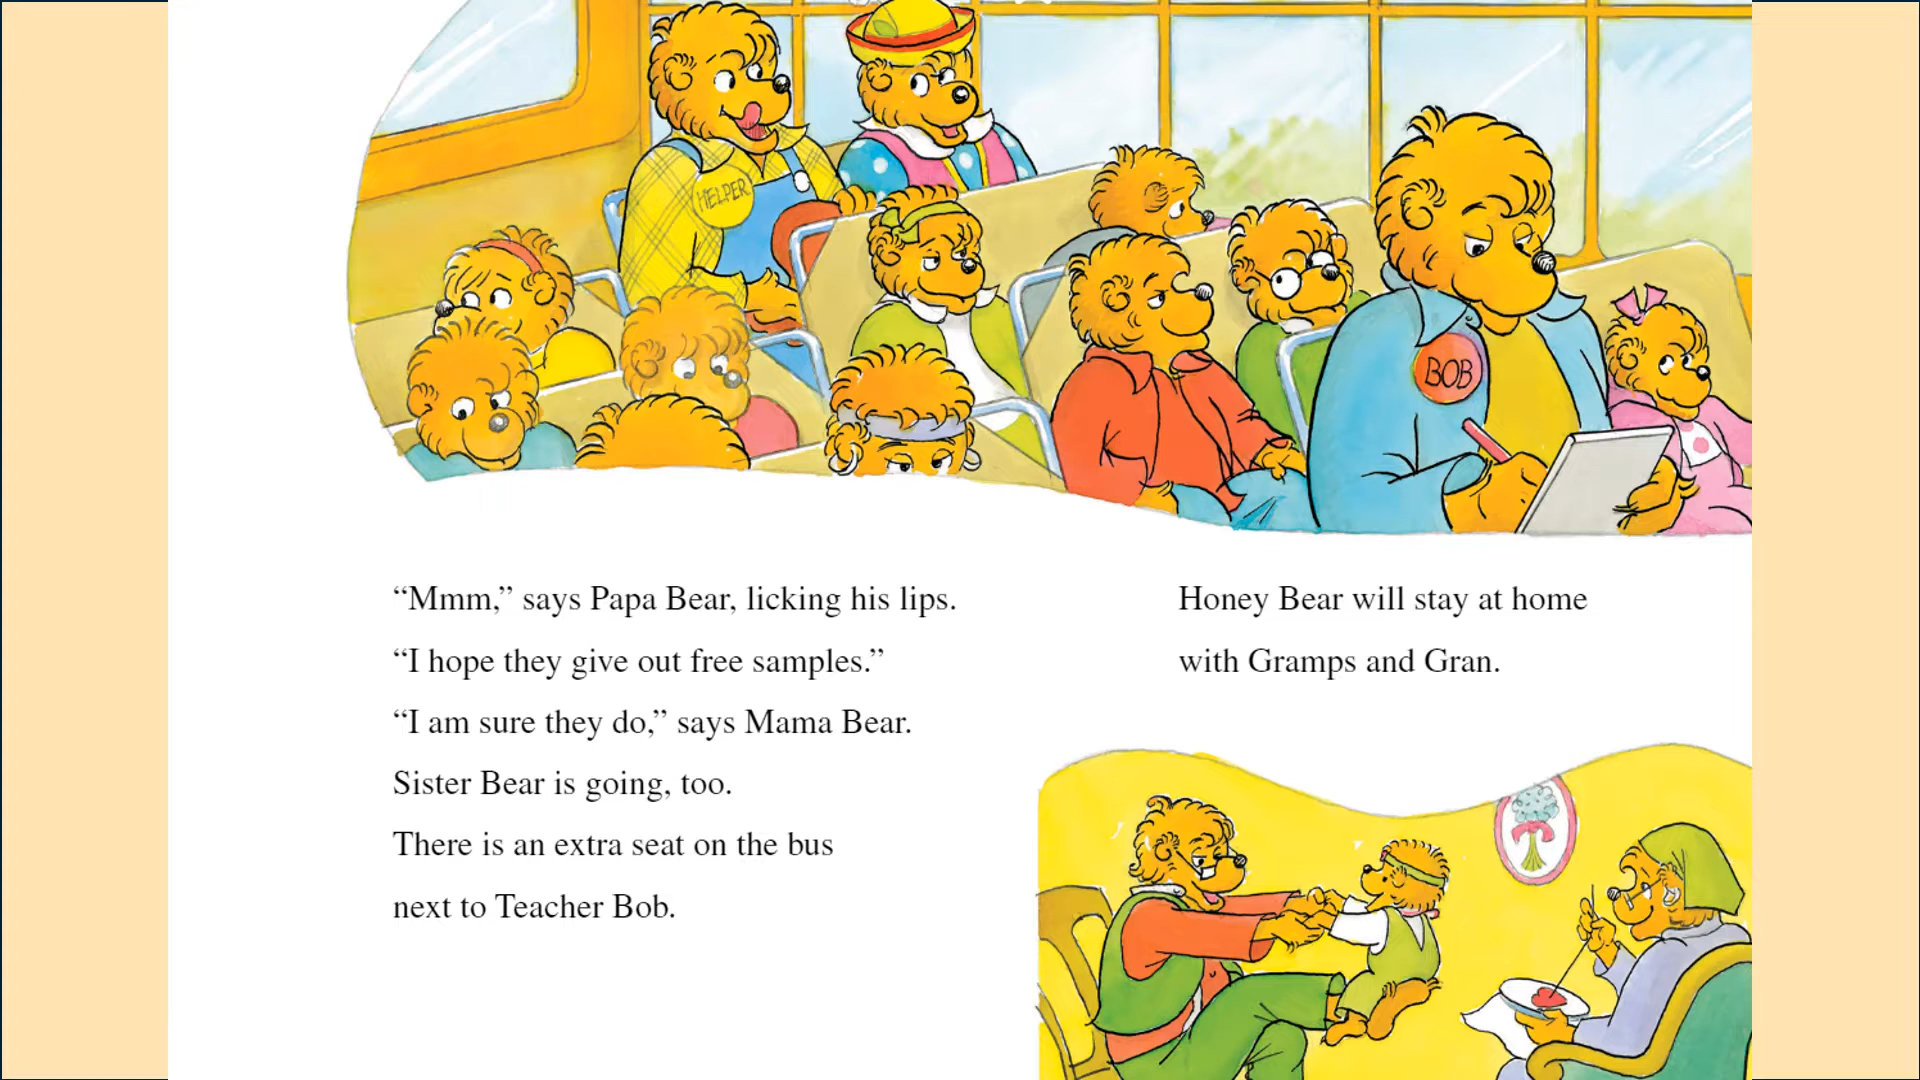 HELPER
BOB
“Mmm,” says Papa Bear, licking his lips.
“I hope they give out free samples.”
“I am sure they do,” says Mama Bear.
Sister Bear is going, too.
There is an extra seat on the bus
next to Teacher Bob.
Honey Bear will stay at home
with Gramps and Gran.